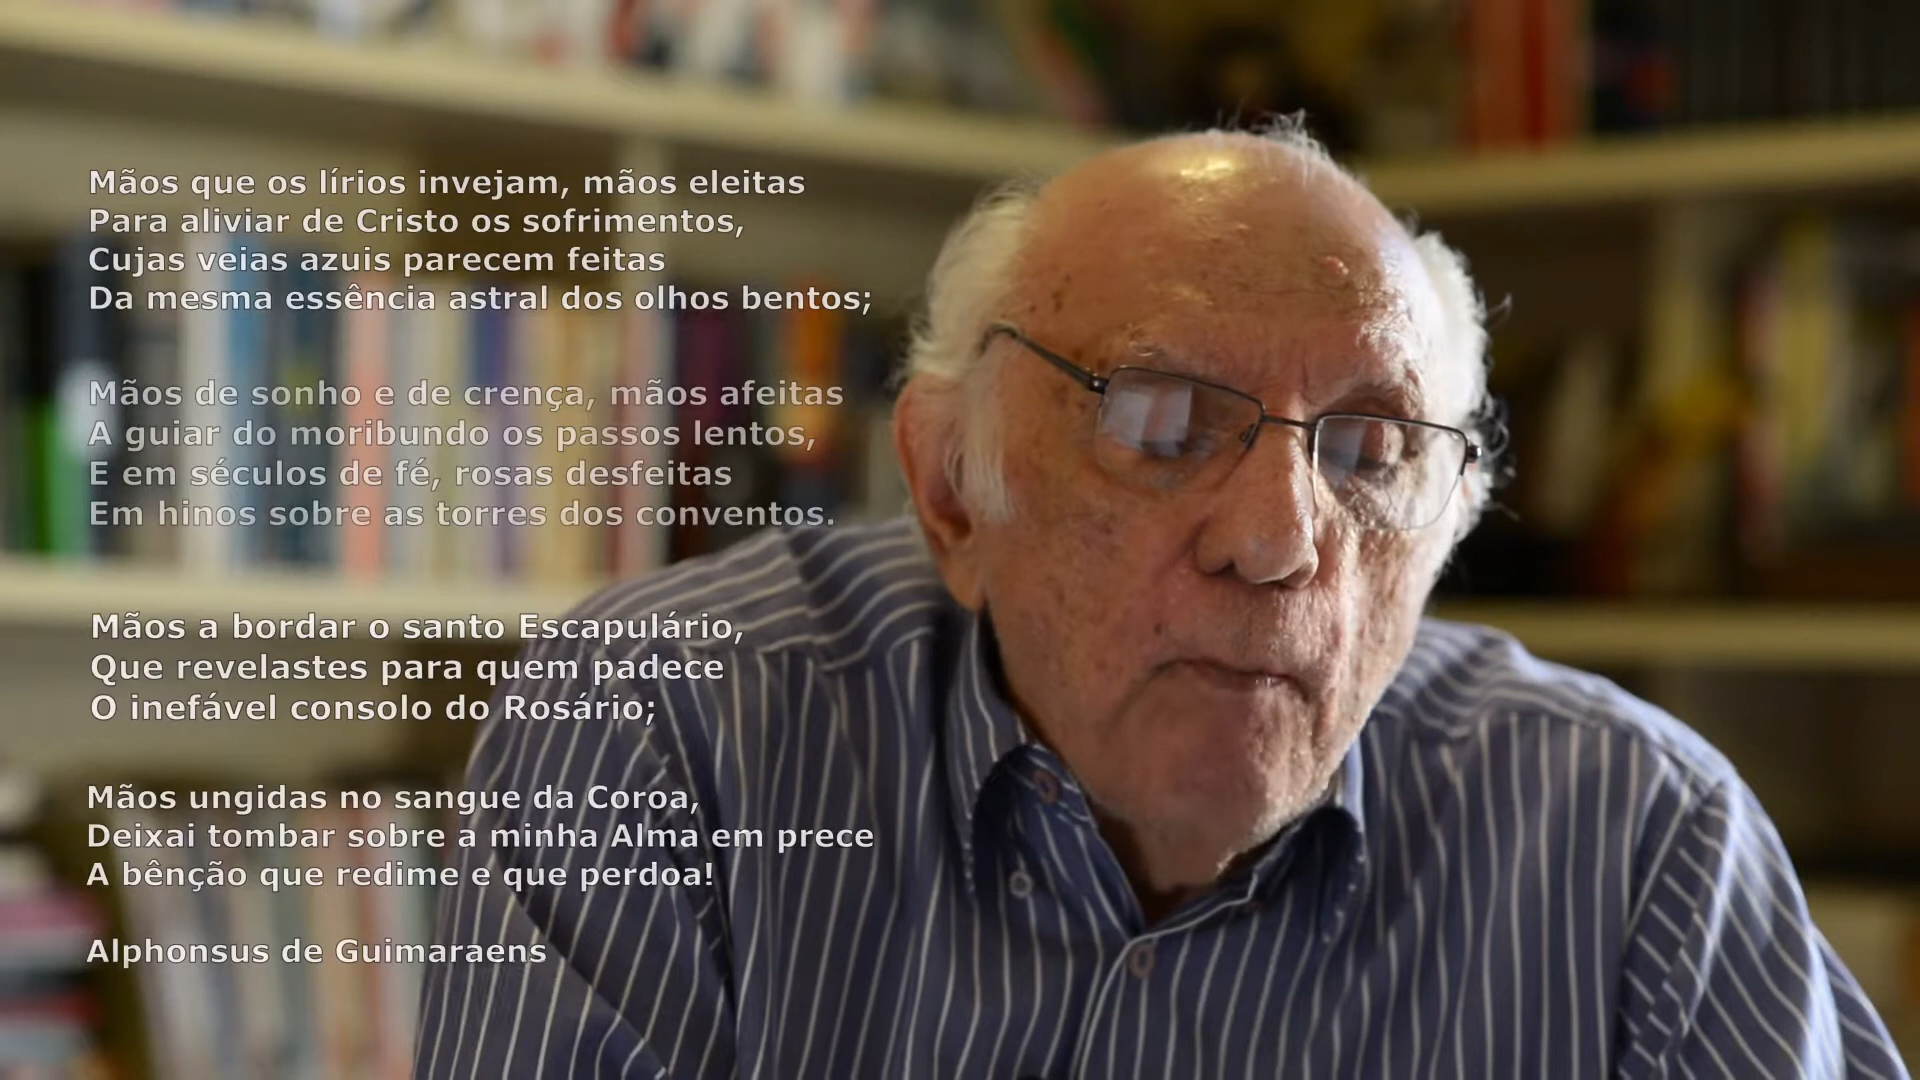 Mãos que os lírios invejam, mãos eleitas
Para aliviar de Cristo os sofrimentos,
Cujas veias azuis parecem feitas
Da mesma essência astral dos olhos bentos;
Mãos de sonho e de crença, mãos afeitas
A guiar do moribundo os passos lentos,
E em séculos de fé, rosas desfeitas
Em hinos sobre as torres dos conventos.
Mãos a bordar o santo Escapulário,
Que revelastes para quem padece
O inefável consolo do Rosário;
Mãos ungidas no sangue da Coroa,
Deixai tombar sobre a minha Alma em prece
A bênção que redime e que perdoa!
Alphonsus de Guimaraens